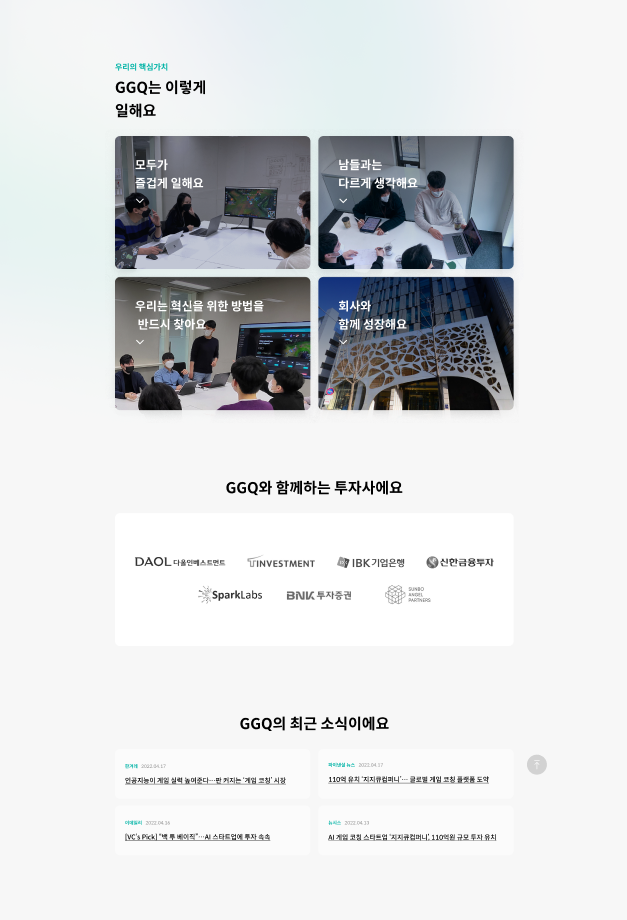 우리의 핵심가치
GGQ는 이렇게
일해요
모두가
즐겁게 일해요
남들과는
다르게 생각해요
우리는 혁신을 위한 방법을
반드시 찾아요
회사와
함께 성장해요
GGQ와 함께하는 투자사에요
DAOL 다올인베스트먼트
TINVESTMENT
IBK기업은행
신한금융투자
SparkLabs
BNK 투자증권
SUNBO
ANGEL
PARTNERS
GGQ의 최근 소식이에요
한겨레 2022.04.17
인공지능이 게임 실력 높여준다…판 커지는 '게임 코칭' 시장
파이낸셜 뉴스 2022.04.17
110억 유치 '지지큐컴퍼니'… 글로벌 게임 코칭 플랫폼 도약
이데일리 2022.04.16
[VC's Pick] "백 투 베이직"…AI 스타트업에 투자 속속
뉴시스 2022.04.13
AI 게임 코칭 스타트업 '지지큐컴퍼니', 110억원 규모 투자 유치